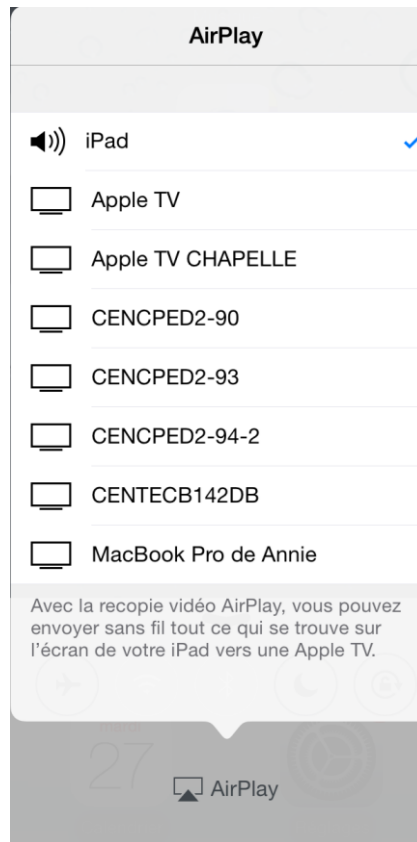 AirPlay
iPad
Apple TV
Apple TV CHAPELLE
CENCPED2-90
CENCPED2-93
CENCPED2-94-2
CENTECB142DB
MacBook Pro de Annie
Avec la recopie vidéo AirPlay, vous pouvez
envoyer sans fil tout ce qui se trouve sur
l’écran de votre iPad vers une Apple TV.
27
AirPlay